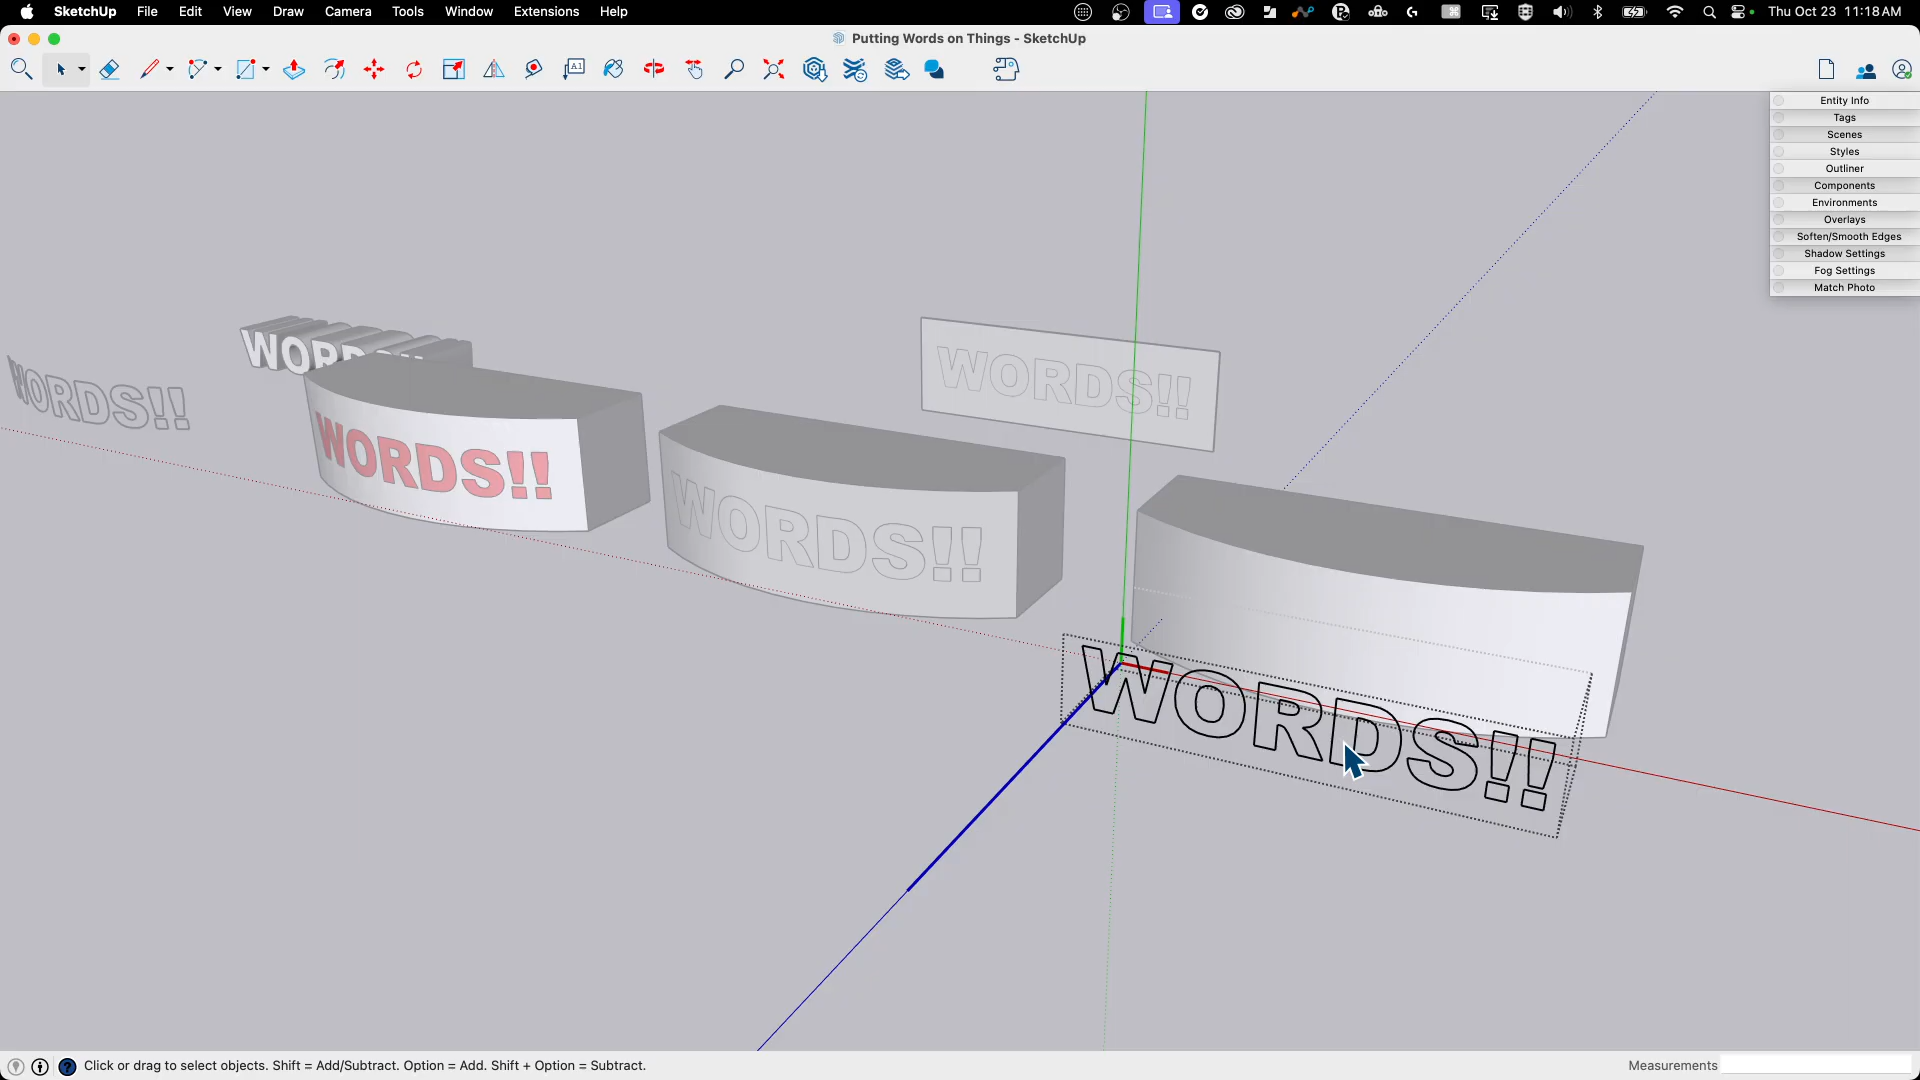 SketchUp File Edit View Draw Camera Tools Window Extensions Help
Thu Oct 23 11:18 AM
Putting Words on Things - SketchUp
A1
Entity Info
Tags
Scenes
Styles
Outliner
Components
Environments
Overlays
Soften/Smooth Edges
Shadow Settings
Fog Settings
Match Photo
WORDS!!
WORDS!!
WORDS!!
WORDS!!
WORDS!!
WORDS!!
Click or drag to select objects. Shift = Add/Subtract. Option = Add. Shift + Option = Subtract.
Measurements